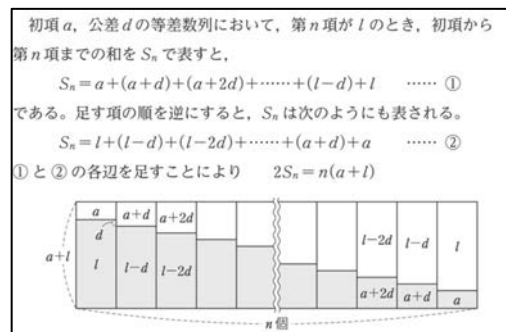 初項 a，公差 d の等差数列において，第 n 項が l のとき，初項から
第 n 項までの和を Sₙ で表すと，
Sₙ=a+(a+d)+(a+2d)+……+(l−d)+l …… ①
である。足す項の順を逆にすると，Sₙ は次のようにも表される。
Sₙ=l+(l−d)+(l−2d)+……+(a+d)+a …… ②
① と ② の各辺を足すことにより 2Sₙ=n(a+l)
a a+d a+2d l−2d l−d l
d
a+l l l−d l−2d
a+2d a+d a
n 個